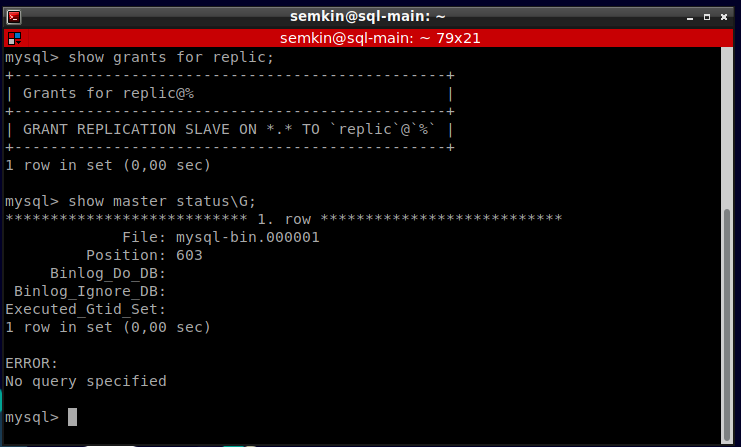 semkin@sql-main: ~
semkin@sql-main: ~ 79x21
mysql> show grants for replic;
+------------------------------------------------+
| Grants for replic@%                            |
+------------------------------------------------+
| GRANT REPLICATION SLAVE ON *.* TO `replic`@`%` |
+------------------------------------------------+
1 row in set (0,00 sec)

mysql> show master status\G;
*************************** 1. row ***************************
             File: mysql-bin.000001
         Position: 603
     Binlog_Do_DB:
 Binlog_Ignore_DB:
Executed_Gtid_Set:
1 row in set (0,00 sec)

ERROR:
No query specified

mysql>